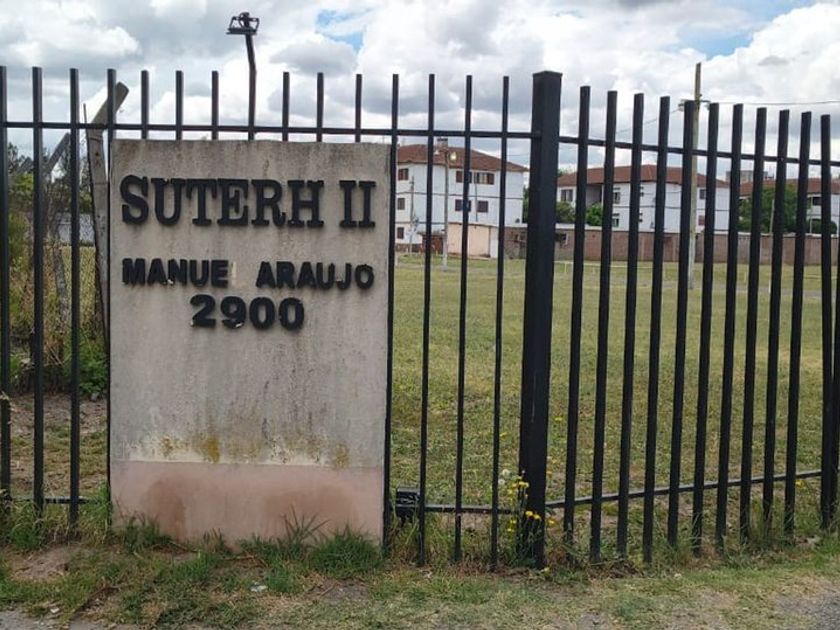 SUTERH II
MANUE ARAUJO
2900